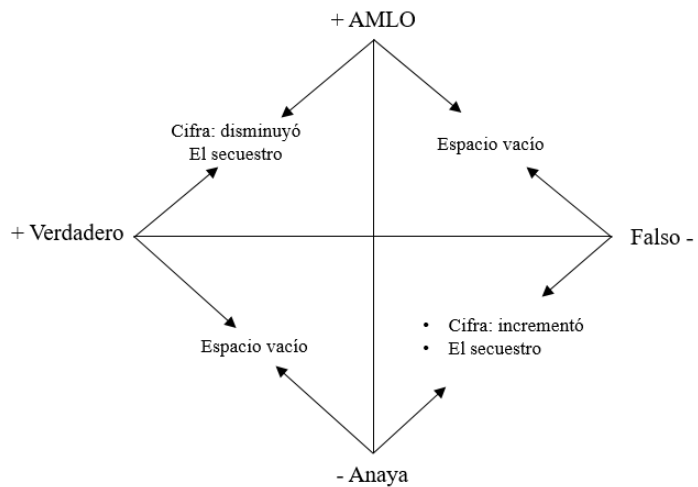 + AMLO
Cifra: disminuyó
El secuestro
Espacio vacío
+ Verdadero
Falso -
• Cifra: incrementó
• El secuestro
Espacio vacío
- Anaya